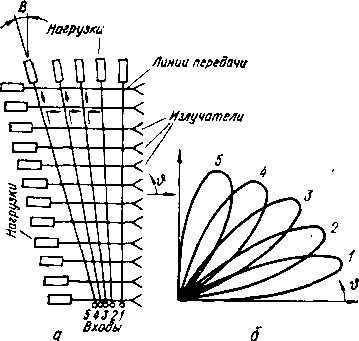 В
Нагрузки
Линии передачи
Излучатели
ϑ
Нагрузки
5 4 3 2 1
Входы
а
5
4
3
2
1
ϑ
б